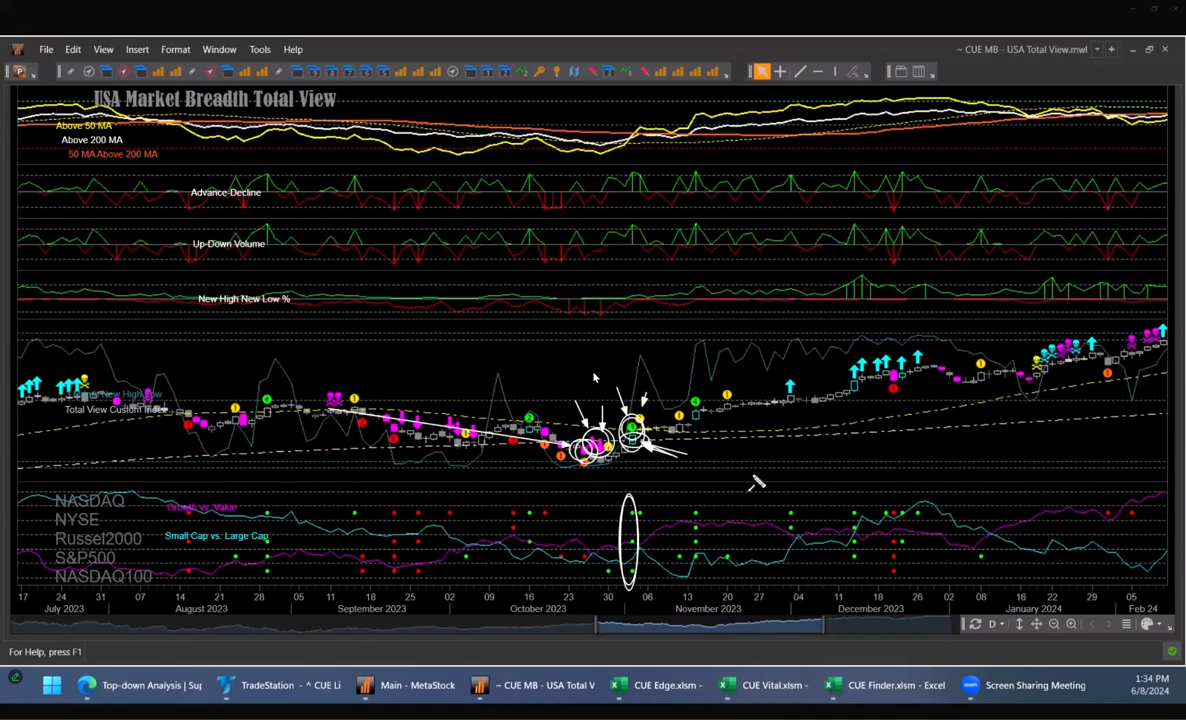 File Edit View Insert Format Window Tools Help
~ CUE MB - USA Total View.mwl
USA Market Breadth Total View
Above 50 MA
Above 200 MA
50 MA Above 200 MA
Advance-Decline
Up-Down Volume
New High New Low %
New High Low
Total View Custom Index
NASDAQ
Growth vs. Value
NYSE
Russel2000
Small Cap vs. Large Cap
S&P500
NASDAQ100
17 24 31 07 14 21 28 05 11 18 25 02 09 16 23 30 06 13 20 27 04 11 18 26 02 08 16 22 29 05
July 2023 August 2023 September 2023 October 2023 November 2023 December 2023 January 2024 Feb 24
D
For Help, press F1
Top-down Analysis | Sup
TradeStation - ^ CUE Li
Main - MetaStock
~ CUE MB - USA Total V
CUE Edge.xlsm -
CUE Vital.xlsm -
CUE Finder.xlsm - Excel
Screen Sharing Meeting
1:34 PM
6/8/2024